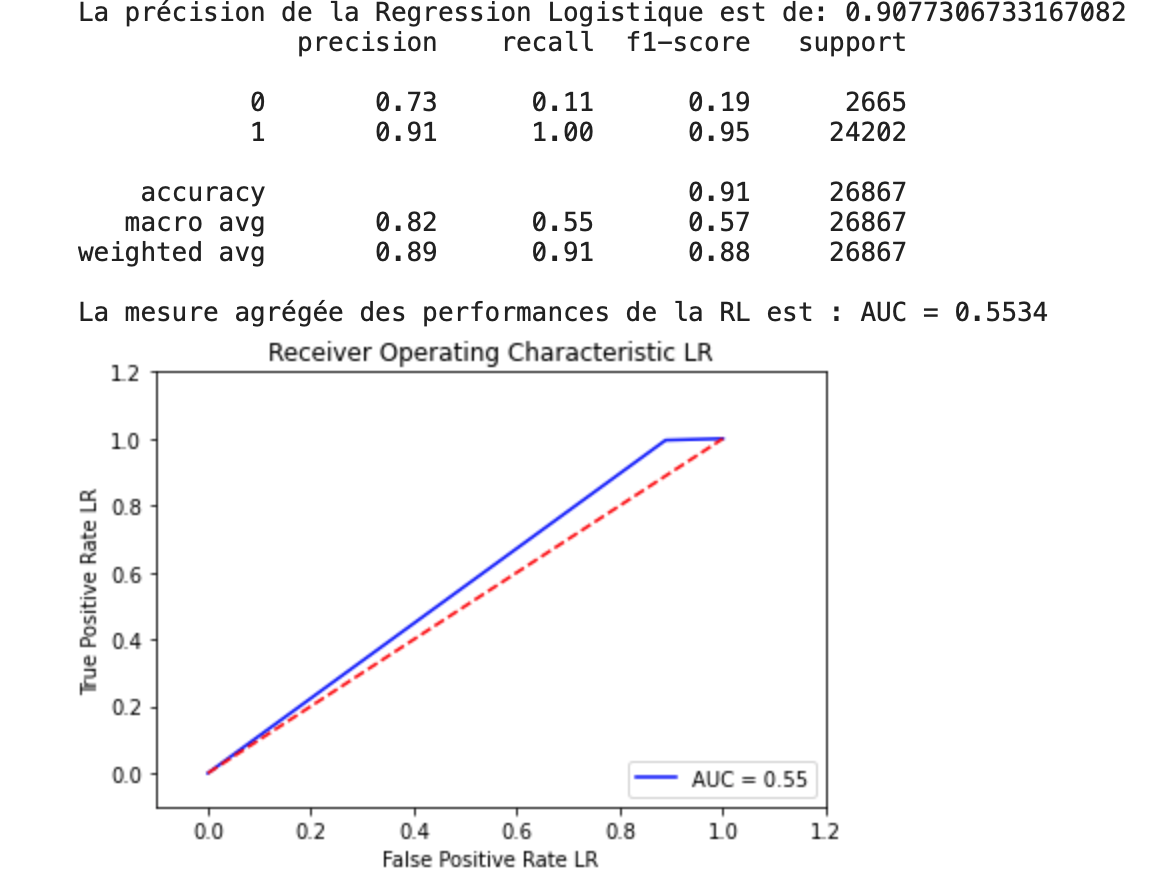 La précision de la Regression Logistique est de: 0.9077306733167082
precision recall f1-score support
0 0.73 0.11 0.19 2665
1 0.91 1.00 0.95 24202
accuracy 0.91 26867
macro avg 0.82 0.55 0.57 26867
weighted avg 0.89 0.91 0.88 26867
La mesure agrégée des performances de la RL est : AUC = 0.5534
Receiver Operating Characteristic LR
1.2
1.0
0.8
0.6
0.4
0.2
0.0
True Positive Rate LR
AUC = 0.55
0.0 0.2 0.4 0.6 0.8 1.0 1.2
False Positive Rate LR